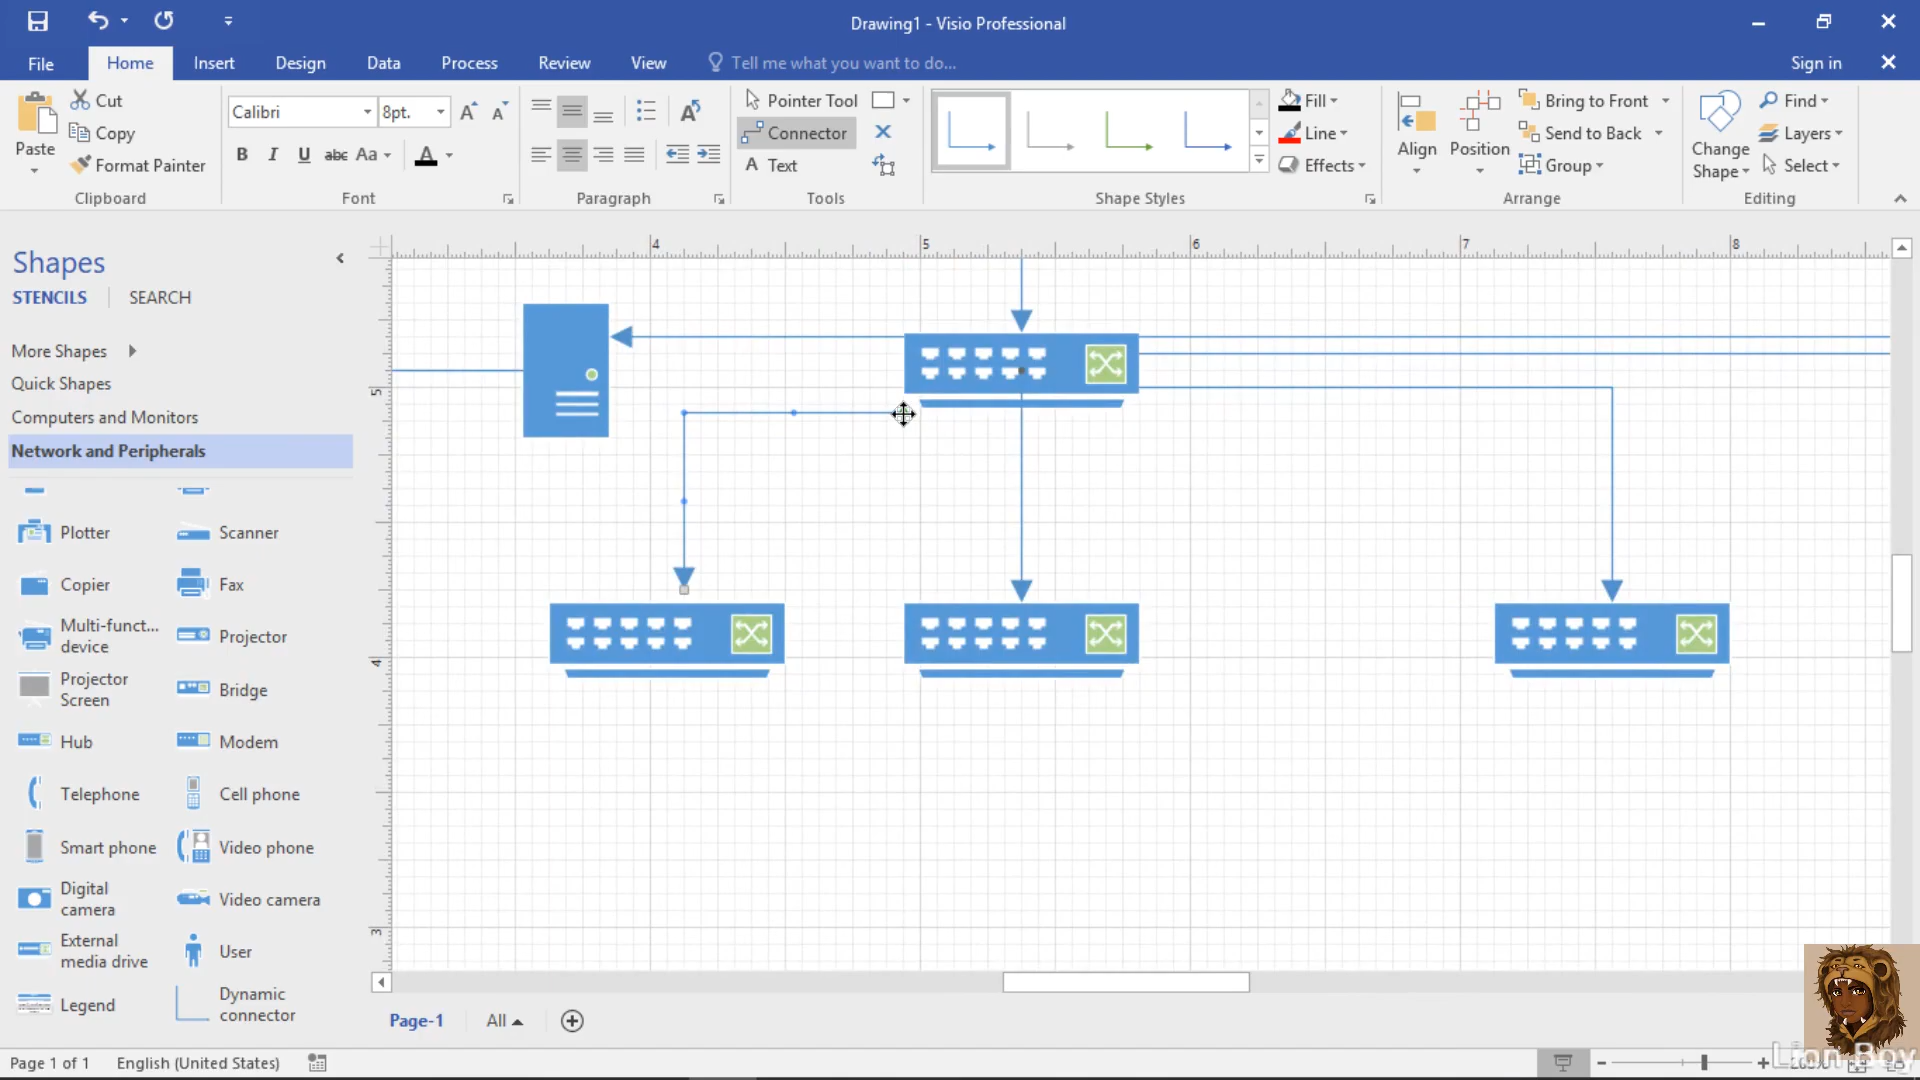 Drawing1 - Visio Professional
File Home Insert Design Data Process Review View Tell me what you want to do... Sign in
Paste Cut
Copy
Format Painter
Clipboard
Calibri 8pt.
B I U abc Aa A
Font
Paragraph
Pointer Tool
Connector
A Text
Tools
Shape Styles
Fill
Line
Effects
Align Position
Bring to Front
Send to Back
Group
Arrange
Change
Shape
Find
Layers
Select
Editing
Shapes
STENCILS SEARCH
More Shapes
Quick Shapes
Computers and Monitors
Network and Peripherals
Plotter Scanner
Copier Fax
Multi-funct...
device
Projector
Projector
Screen
Bridge
Hub Modem
Telephone Cell phone
Smart phone Video phone
Digital
camera
Video camera
External
media drive
User
Legend Dynamic
connector
4 5 6 7 8
5
4
3
Page-1 All
Page 1 of 1 English (United States)
Lion Boy